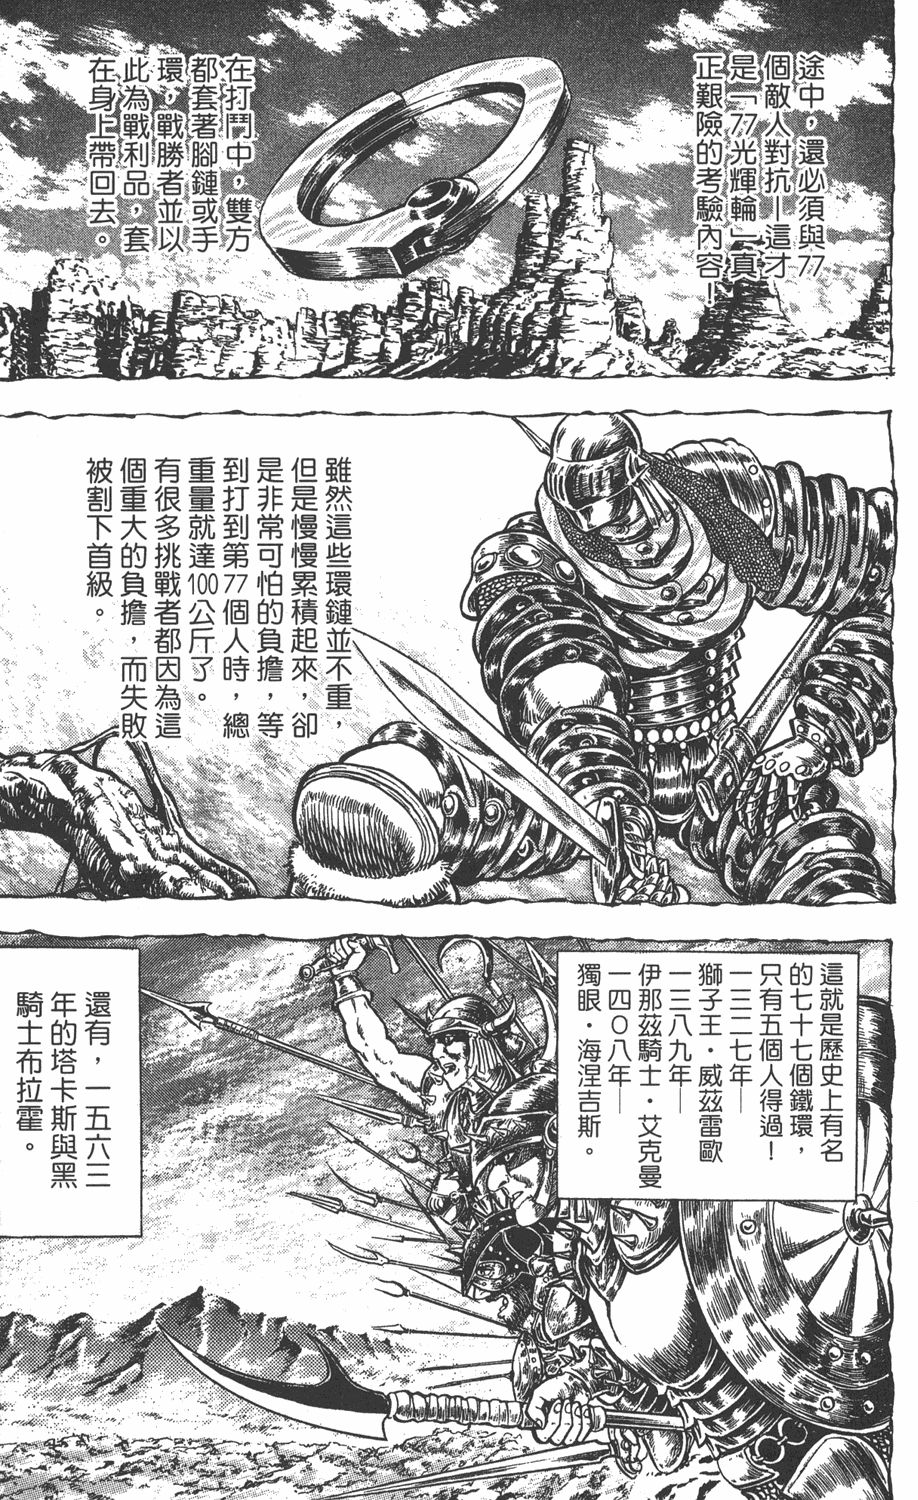 途中，還必須與77
個敵人對抗—這才
是「77光輝輪」真
正艱險的考驗內容！
在打鬥中，雙方
都套著腳鏈或手
環，戰勝者並以
此為戰利品，套
在身上帶回去。
雖然這些環鏈並不重，
但是慢慢累積起來，卻
是非常可怕的負擔，等
到打到第77個人時，總
重量就達100公斤了。
有很多挑戰者都因為這
個重大的負擔，而失敗
被割下首級。
這就是歷史上有名
的七十七個鐵環，
只有五個人得過！
一三二七年—
獅子王・威茲雷歐
一三八九年—
伊那茲騎士・艾克曼
一四０八年—
獨眼・海涅吉斯。
還有，一五六三
年的塔卡斯與黑
騎士布拉霍。